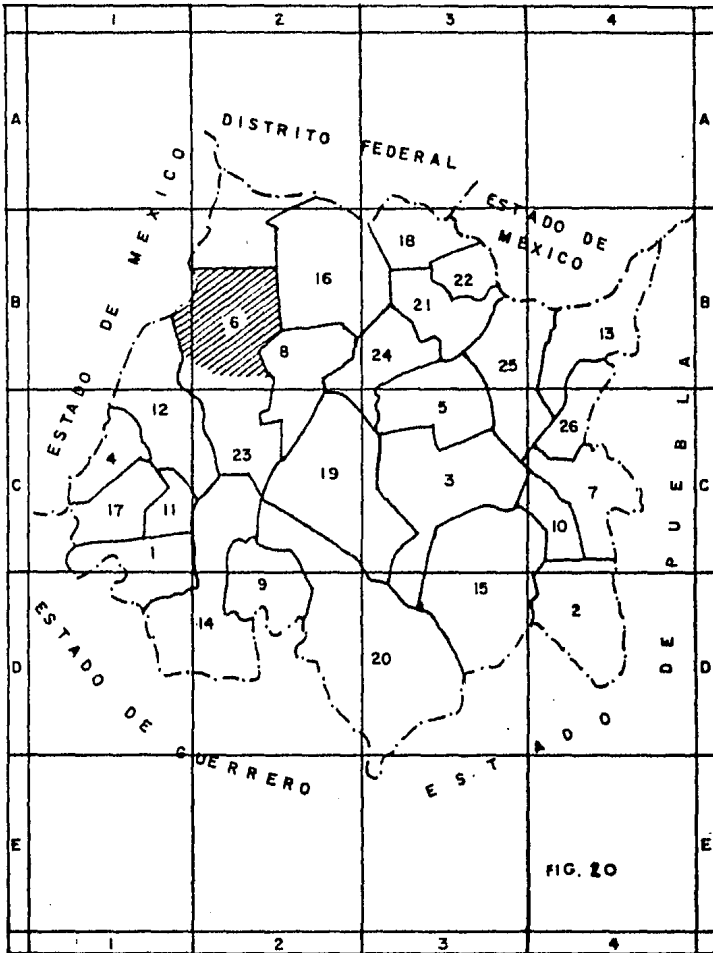 1 2 3 4
A A
DISTRITO FEDERAL
ESTADO DE MEXICO
ESTADO DE MÉXICO
18
22
B B
16
21
6
13
8
24
25
12
5
26
4
23
19
3
7
C C
17
11
10
1
9
15
2
14
20
D D
ESTADO DE GUERRERO
ESTADO DE PUEBLA
E E
FIG. 20
1 2 3 4